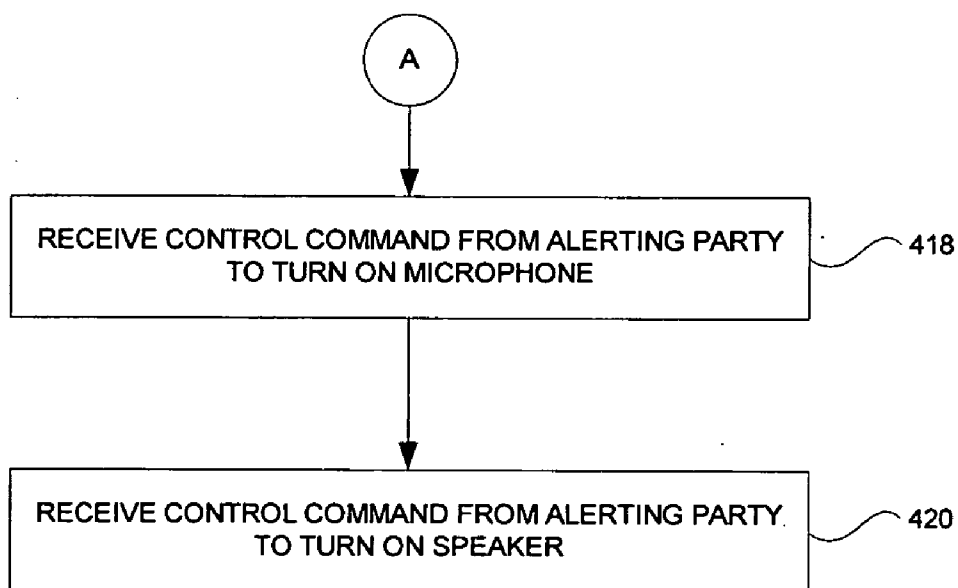 A
RECEIVE CONTROL COMMAND FROM ALERTING PARTY
TO TURN ON MICROPHONE
418
RECEIVE CONTROL COMMAND FROM ALERTING PARTY
TO TURN ON SPEAKER
420